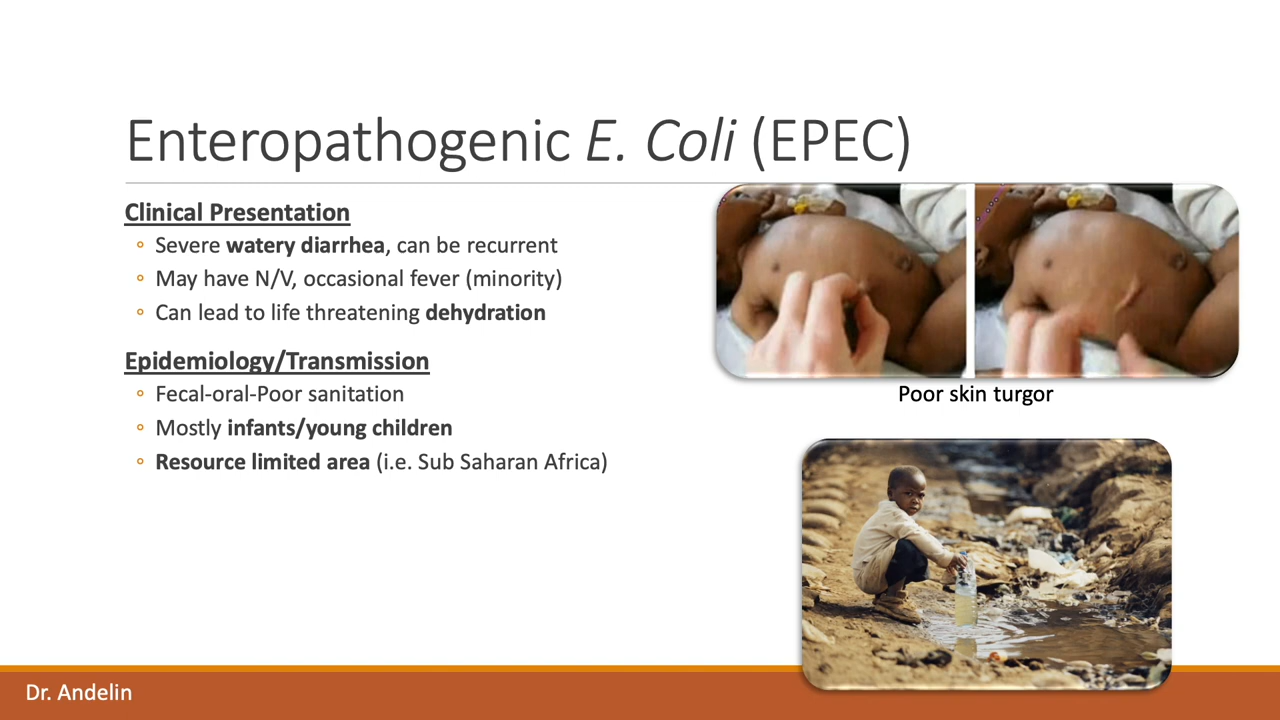 Enteropathogenic E. Coli (EPEC)
Clinical Presentation
Severe watery diarrhea, can be recurrent
May have N/V, occasional fever (minority)
Can lead to life threatening dehydration
Epidemiology/Transmission
Fecal-oral-Poor sanitation
Mostly infants/young children
Resource limited area (i.e. Sub Saharan Africa)
Poor skin turgor
Dr. Andelin